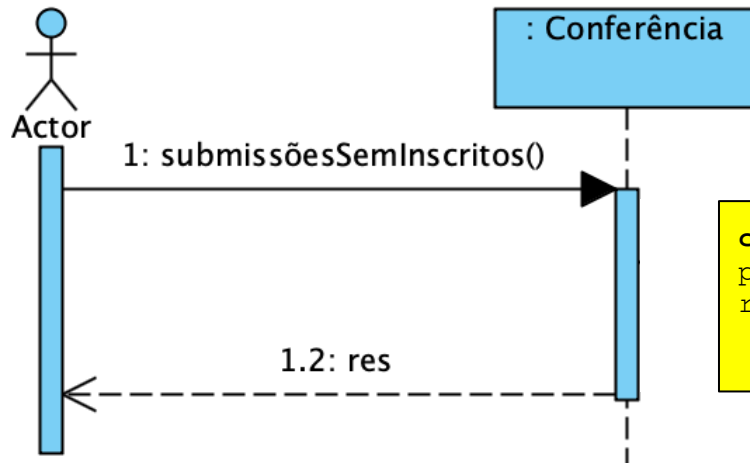 : Conferência
Actor
1: submissõesSemInscritos()
1.2: res